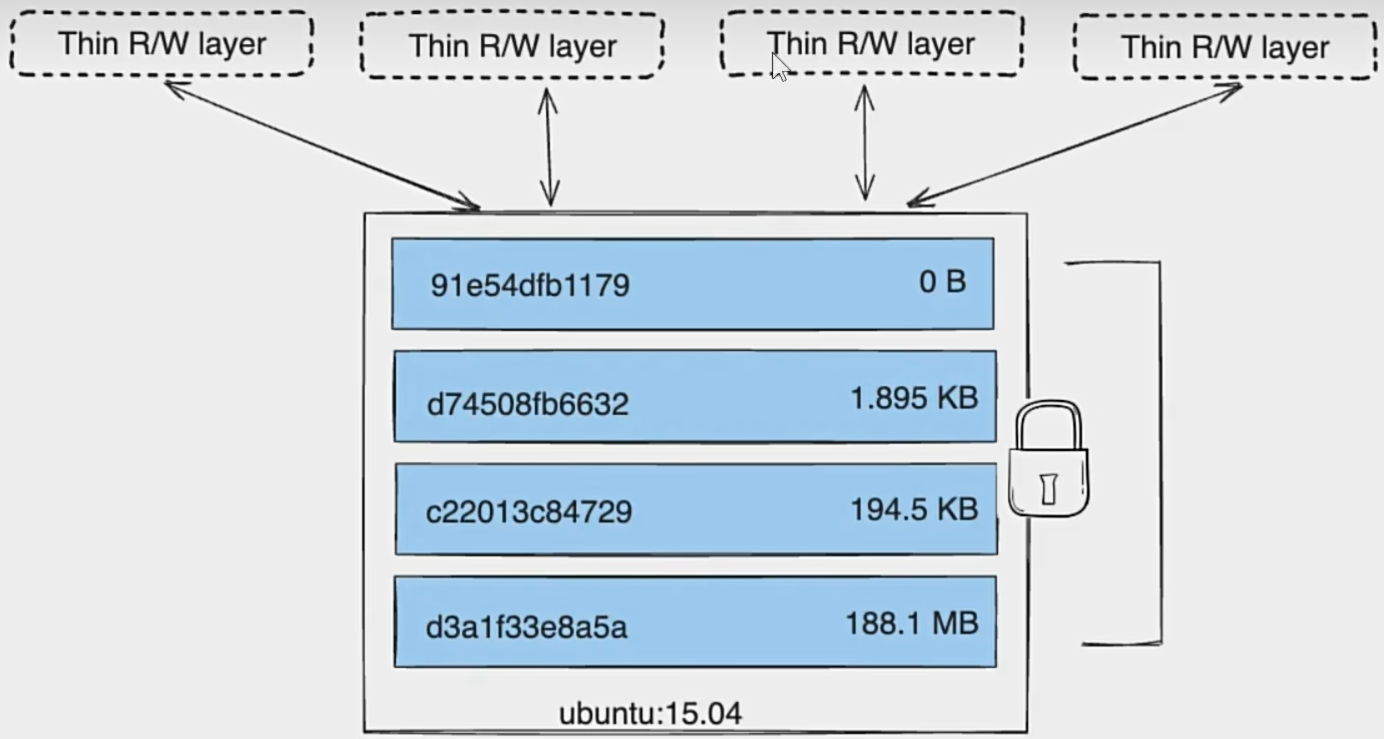 Thin R/W layer
Thin R/W layer
Thin R/W layer
Thin R/W layer
91e54dfb1179 0 B
d74508fb6632 1.895 KB
c22013c84729 194.5 KB
d3a1f33e8a5a 188.1 MB
ubuntu:15.04